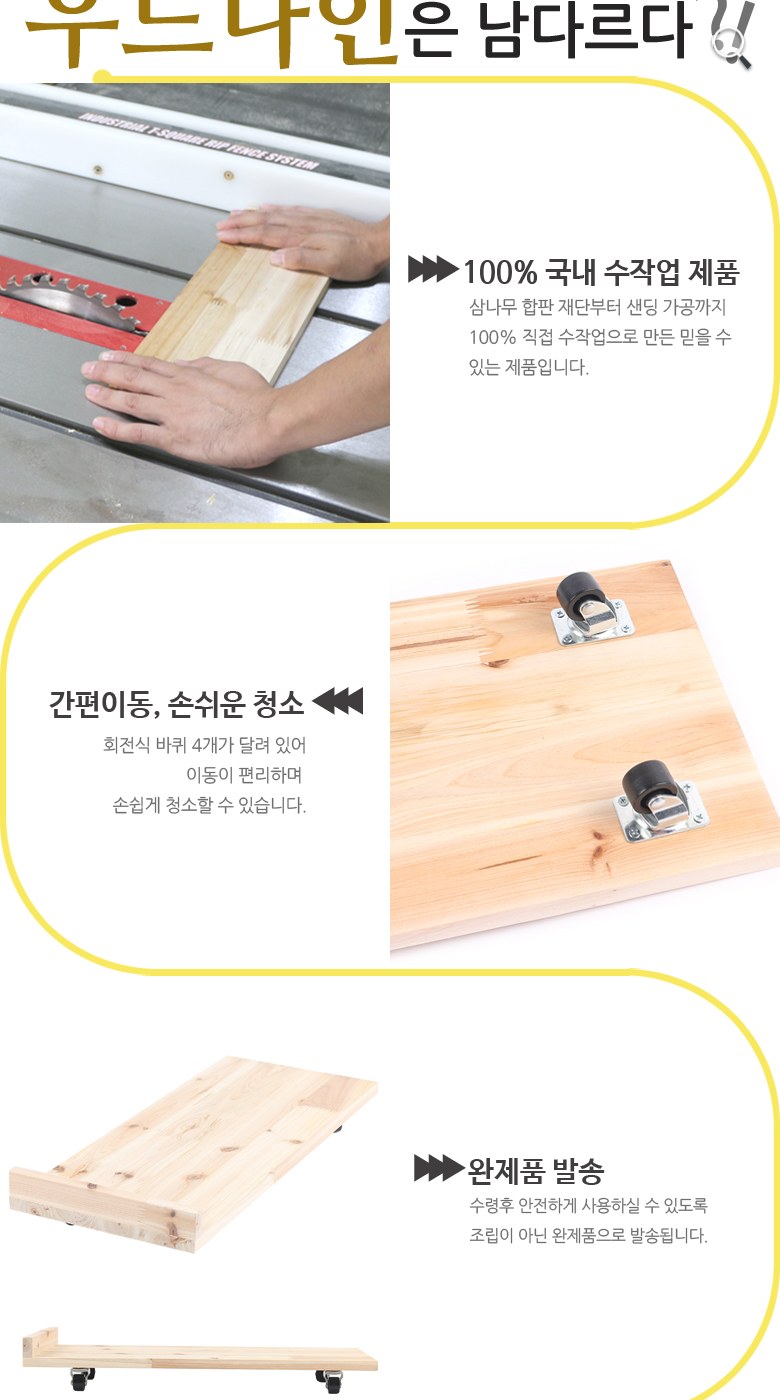 우드나인은 남다르다
INDUSTRIAL T-SQUARE RIP FENCE SYSTEM
100% 국내 수작업 제품
삼나무 합판 재단부터 샌딩 가공까지
100% 직접 수작업으로 만든 믿을 수
있는 제품입니다.
간편이동, 손쉬운 청소
회전식 바퀴 4개가 달려 있어
이동이 편리하며
손쉽게 청소할 수 있습니다.
완제품 발송
수령후 안전하게 사용하실 수 있도록
조립이 아닌 완제품으로 발송됩니다.